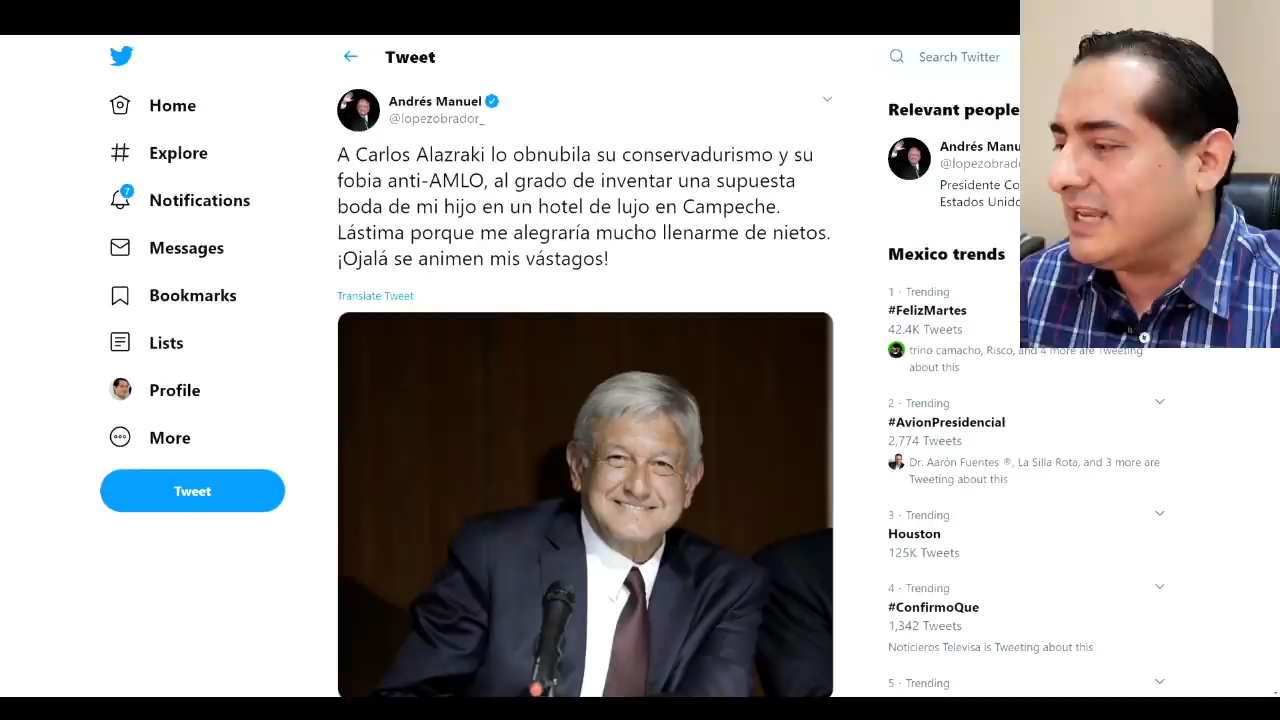 Home
Explore
7
Notifications
Messages
Bookmarks
Lists
Profile
More
Tweet
Tweet
Andrés Manuel
@lopezobrador_
A Carlos Alazraki lo obnubila su conservadurismo y su
fobia anti-AMLO, al grado de inventar una supuesta
boda de mi hijo en un hotel de lujo en Campeche.
Lástima porque me alegraría mucho llenarme de nietos.
¡Ojalá se animen mis vástagos!
Translate Tweet
Search Twitter
Relevant people
Andrés Manu
@lopezobrad
Presidente Co
Estados Unido
Mexico trends
1 · Trending
#FelizMartes
42.4K Tweets
trino camacho, Risco, and 4 more are Tweeting
about this
2 · Trending
#AvionPresidencial
2,774 Tweets
Dr. Aarón Fuentes ®, La Silla Rota, and 3 more are
Tweeting about this
3 · Trending
Houston
125K Tweets
4 · Trending
#ConfirmoQue
1,342 Tweets
Noticieros Televisa is Tweeting about this
5 · Trending